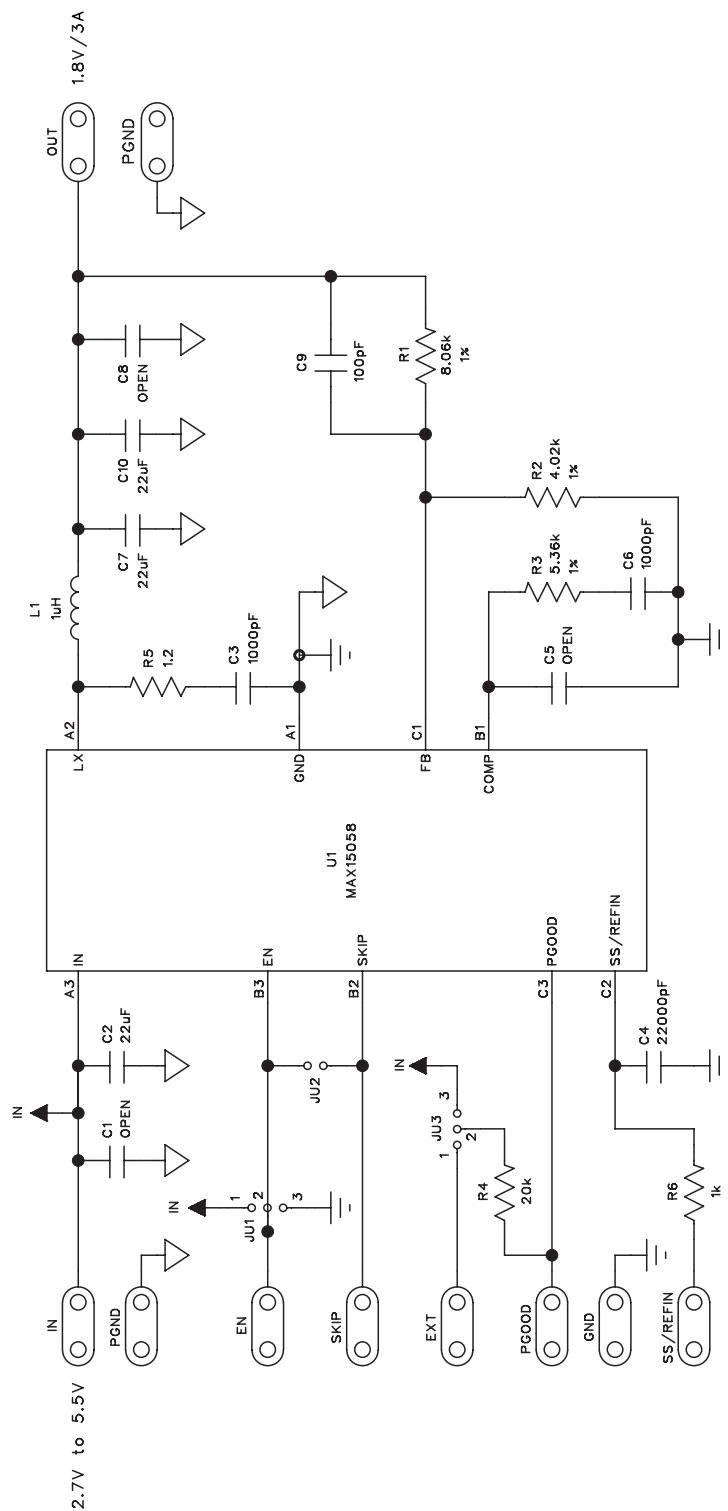 2.7V to 5.5V
IN
PGND
EN
SKIP
EXT
PGOOD
GND
SS/REFIN
IN
C1
OPEN
C2
22uF
A3
IN
JU1
1
2
3
JU2
B3
B2
IN
JU3
1
2
3
R4
20k
C3
C2
C4
22000pF
R6
1k
IN
EN
SKIP
PGOOD
SS/REFIN
U1
MAX15058
LX
GND
FB
COMP
A2
A1
C1
B1
R5
1.2
C3
1000pF
L1
1uH
C7
22uF
C10
22uF
C8
OPEN
C9
100pF
R1
8.06k
1%
R2
4.02k
1%
R3
5.36k
1%
C6
1000pF
C5
OPEN
OUT
1.8V/3A
PGND